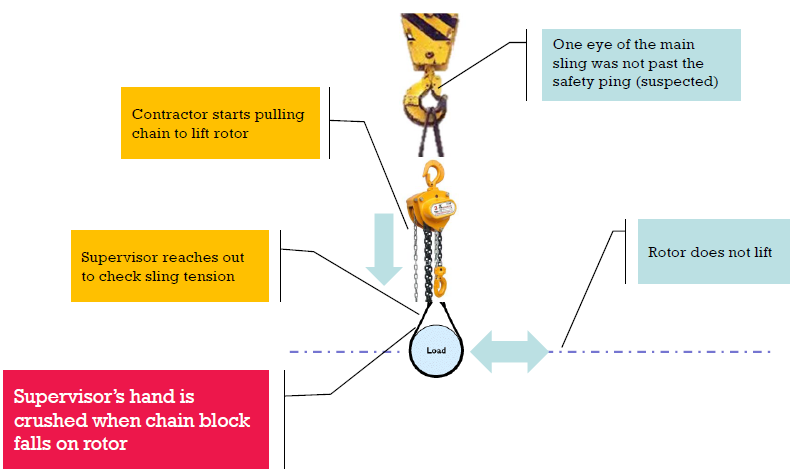 One eye of the main
sling was not past the
safety ping (suspected)
Contractor starts pulling
chain to lift rotor
Supervisor reaches out
to check sling tension
Rotor does not lift
Load
Supervisor's hand is
crushed when chain block
falls on rotor